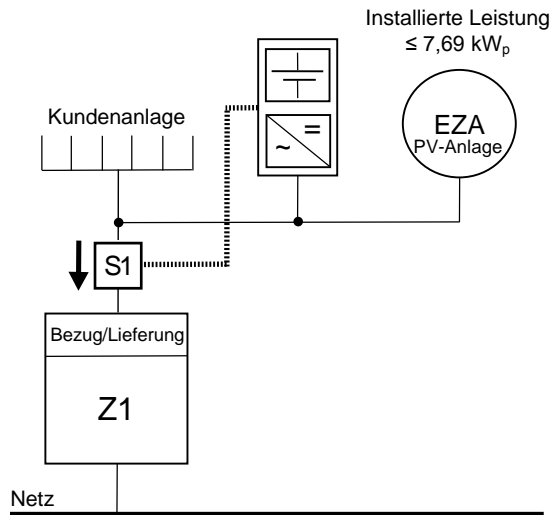 Installierte Leistung
≤ 7,69 kWp
Kundenanlage
=
~
EZA
PV-Anlage
S1
Bezug/Lieferung
Z1
Netz